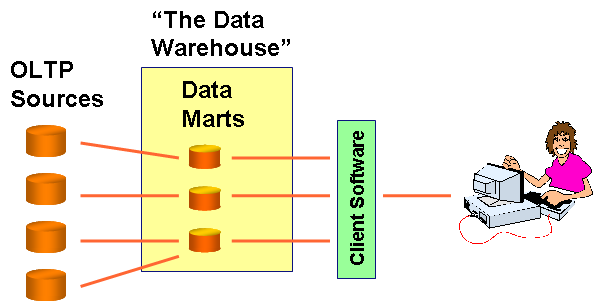 “The Data
Warehouse”
OLTP
Sources
Data
Marts
Client Software